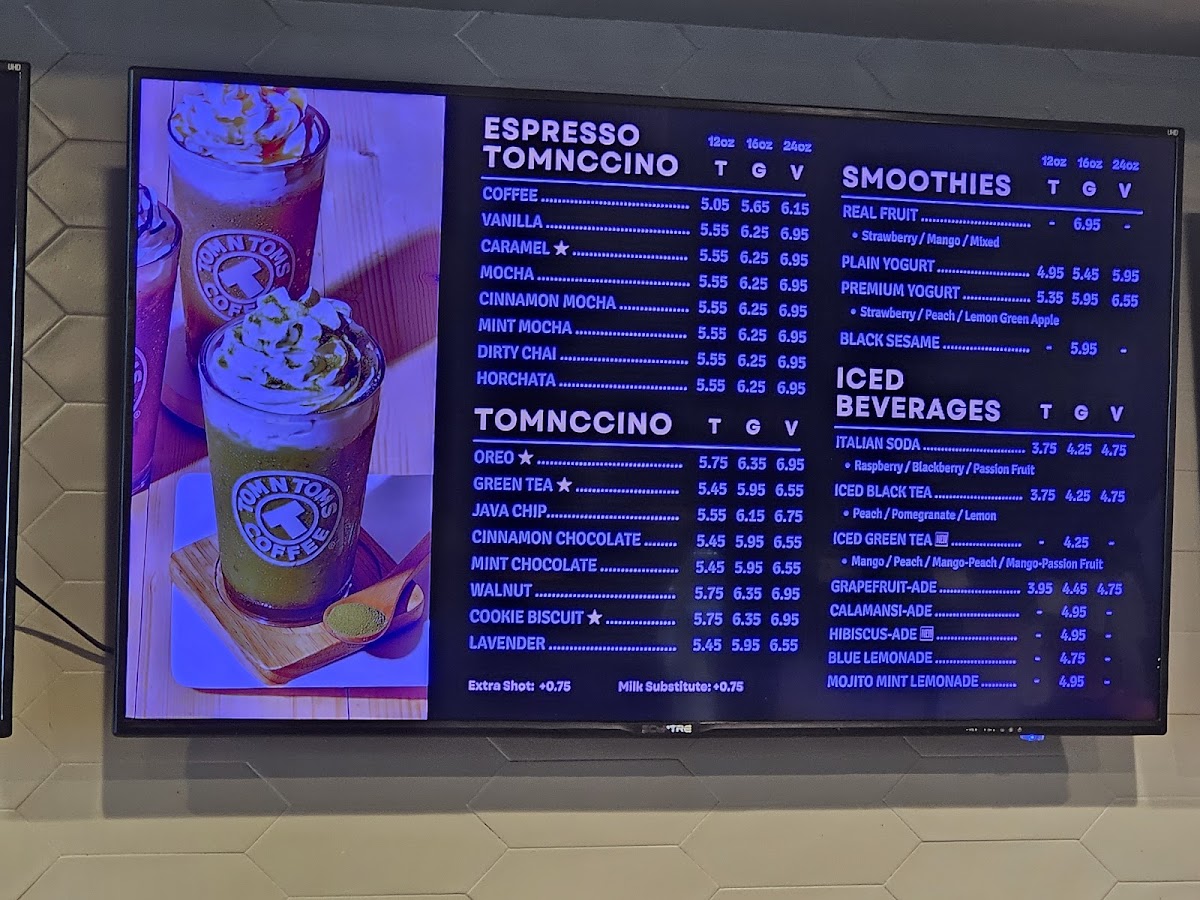 UHD
UHD
TOM N TOMS
COFFEE
ESPRESSO
TOMNCCINO
12oz 16oz 24oz
T G V
COFFEE 5.05 5.65 6.15
VANILLA 5.55 6.25 6.95
CARAMEL ★ 5.55 6.25 6.95
MOCHA 5.55 6.25 6.95
CINNAMON MOCHA 5.55 6.25 6.95
MINT MOCHA 5.55 6.25 6.95
DIRTY CHAI 5.55 6.25 6.95
HORCHATA 5.55 6.25 6.95
TOMNCCINO T G V
OREO ★ 5.75 6.35 6.95
GREEN TEA ★ 5.45 5.95 6.55
JAVA CHIP 5.55 6.15 6.75
CINNAMON CHOCOLATE 5.45 5.95 6.55
MINT CHOCOLATE 5.45 5.95 6.55
WALNUT 5.75 6.35 6.95
COOKIE BISCUIT ★ 5.75 6.35 6.95
LAVENDER 5.45 5.95 6.55
Extra Shot: +0.75 Milk Substitute: +0.75
12oz 16oz 24oz
SMOOTHIES T G V
REAL FRUIT - 6.95 -
• Strawberry / Mango / Mixed
PLAIN YOGURT 4.95 5.45 5.95
PREMIUM YOGURT 5.35 5.95 6.55
• Strawberry / Peach / Lemon Green Apple
BLACK SESAME - 5.95 -
ICED
BEVERAGES T G V
ITALIAN SODA 3.75 4.25 4.75
• Raspberry / Blackberry / Passion Fruit
ICED BLACK TEA 3.75 4.25 4.75
• Peach / Pomegranate / Lemon
ICED GREEN TEA NEW - 4.25 -
• Mango / Peach / Mango-Peach / Mango-Passion Fruit
GRAPEFRUIT-ADE 3.95 4.45 4.75
CALAMANSI-ADE - 4.95 -
HIBISCUS-ADE NEW - 4.95 -
BLUE LEMONADE - 4.75 -
MOJITO MINT LEMONADE - 4.95 -